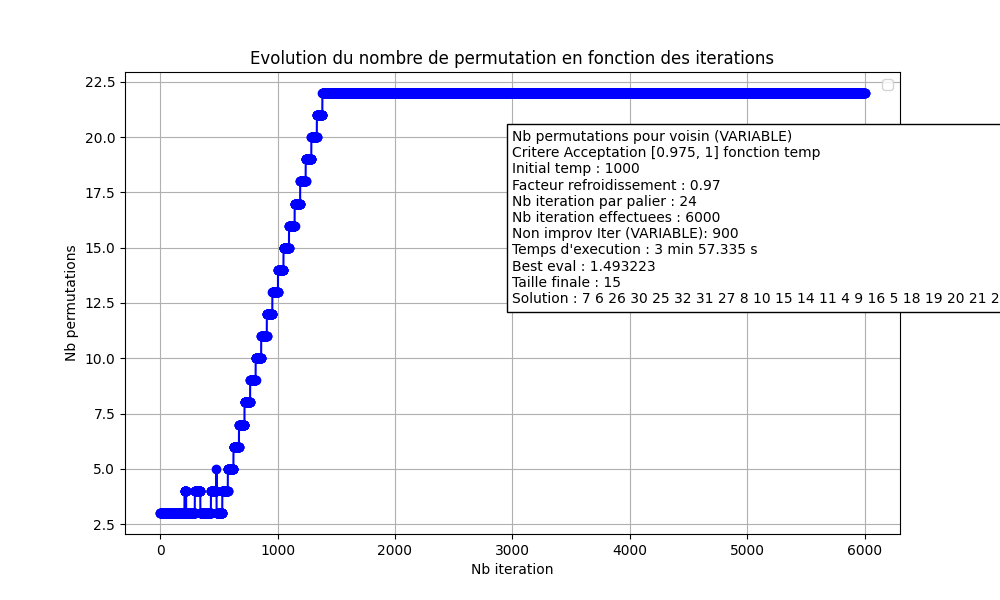 Evolution du nombre de permutation en fonction des iterations
22.5
20.0
17.5
15.0
12.5
10.0
7.5
5.0
2.5
Nb permutations
Nb permutations pour voisin (VARIABLE)
Critere Acceptation [0.975, 1] fonction temp
Initial temp : 1000
Facteur refroidissement : 0.97
Nb iteration par palier : 24
Nb iteration effectuees : 6000
Non improv Iter (VARIABLE): 900
Temps d'execution : 3 min 57.335 s
Best eval : 1.493223
Taille finale : 15
Solution : 7 6 26 30 25 32 31 27 8 10 15 14 11 4 9 16 5 18 19 20 21 2
0 1000 2000 3000 4000 5000 6000
Nb iteration